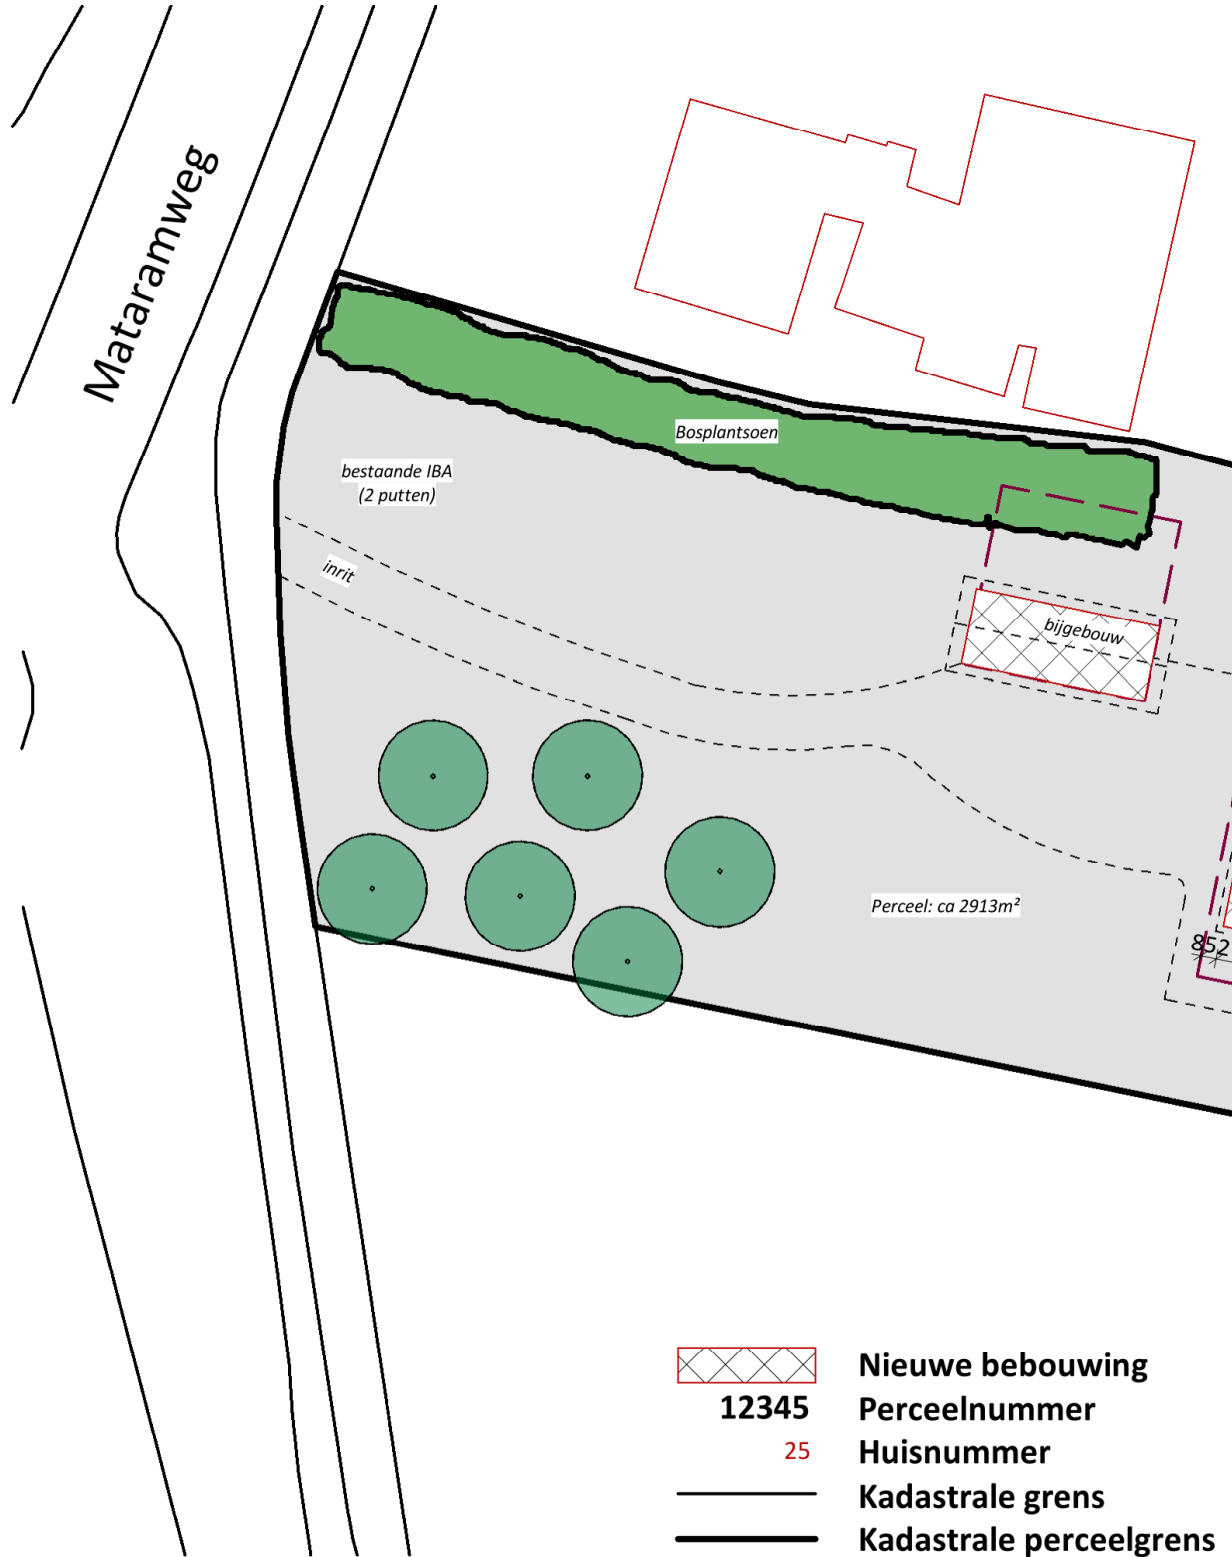 Mataramweg
Bosplantsoen
bestaande IBA
(2 putten)
inrit
bijgebouw
Perceel: ca 2913m²
852
Nieuwe bebouwing
12345 Perceelnummer
25 Huisnummer
Kadastrale grens
Kadastrale perceelgrens